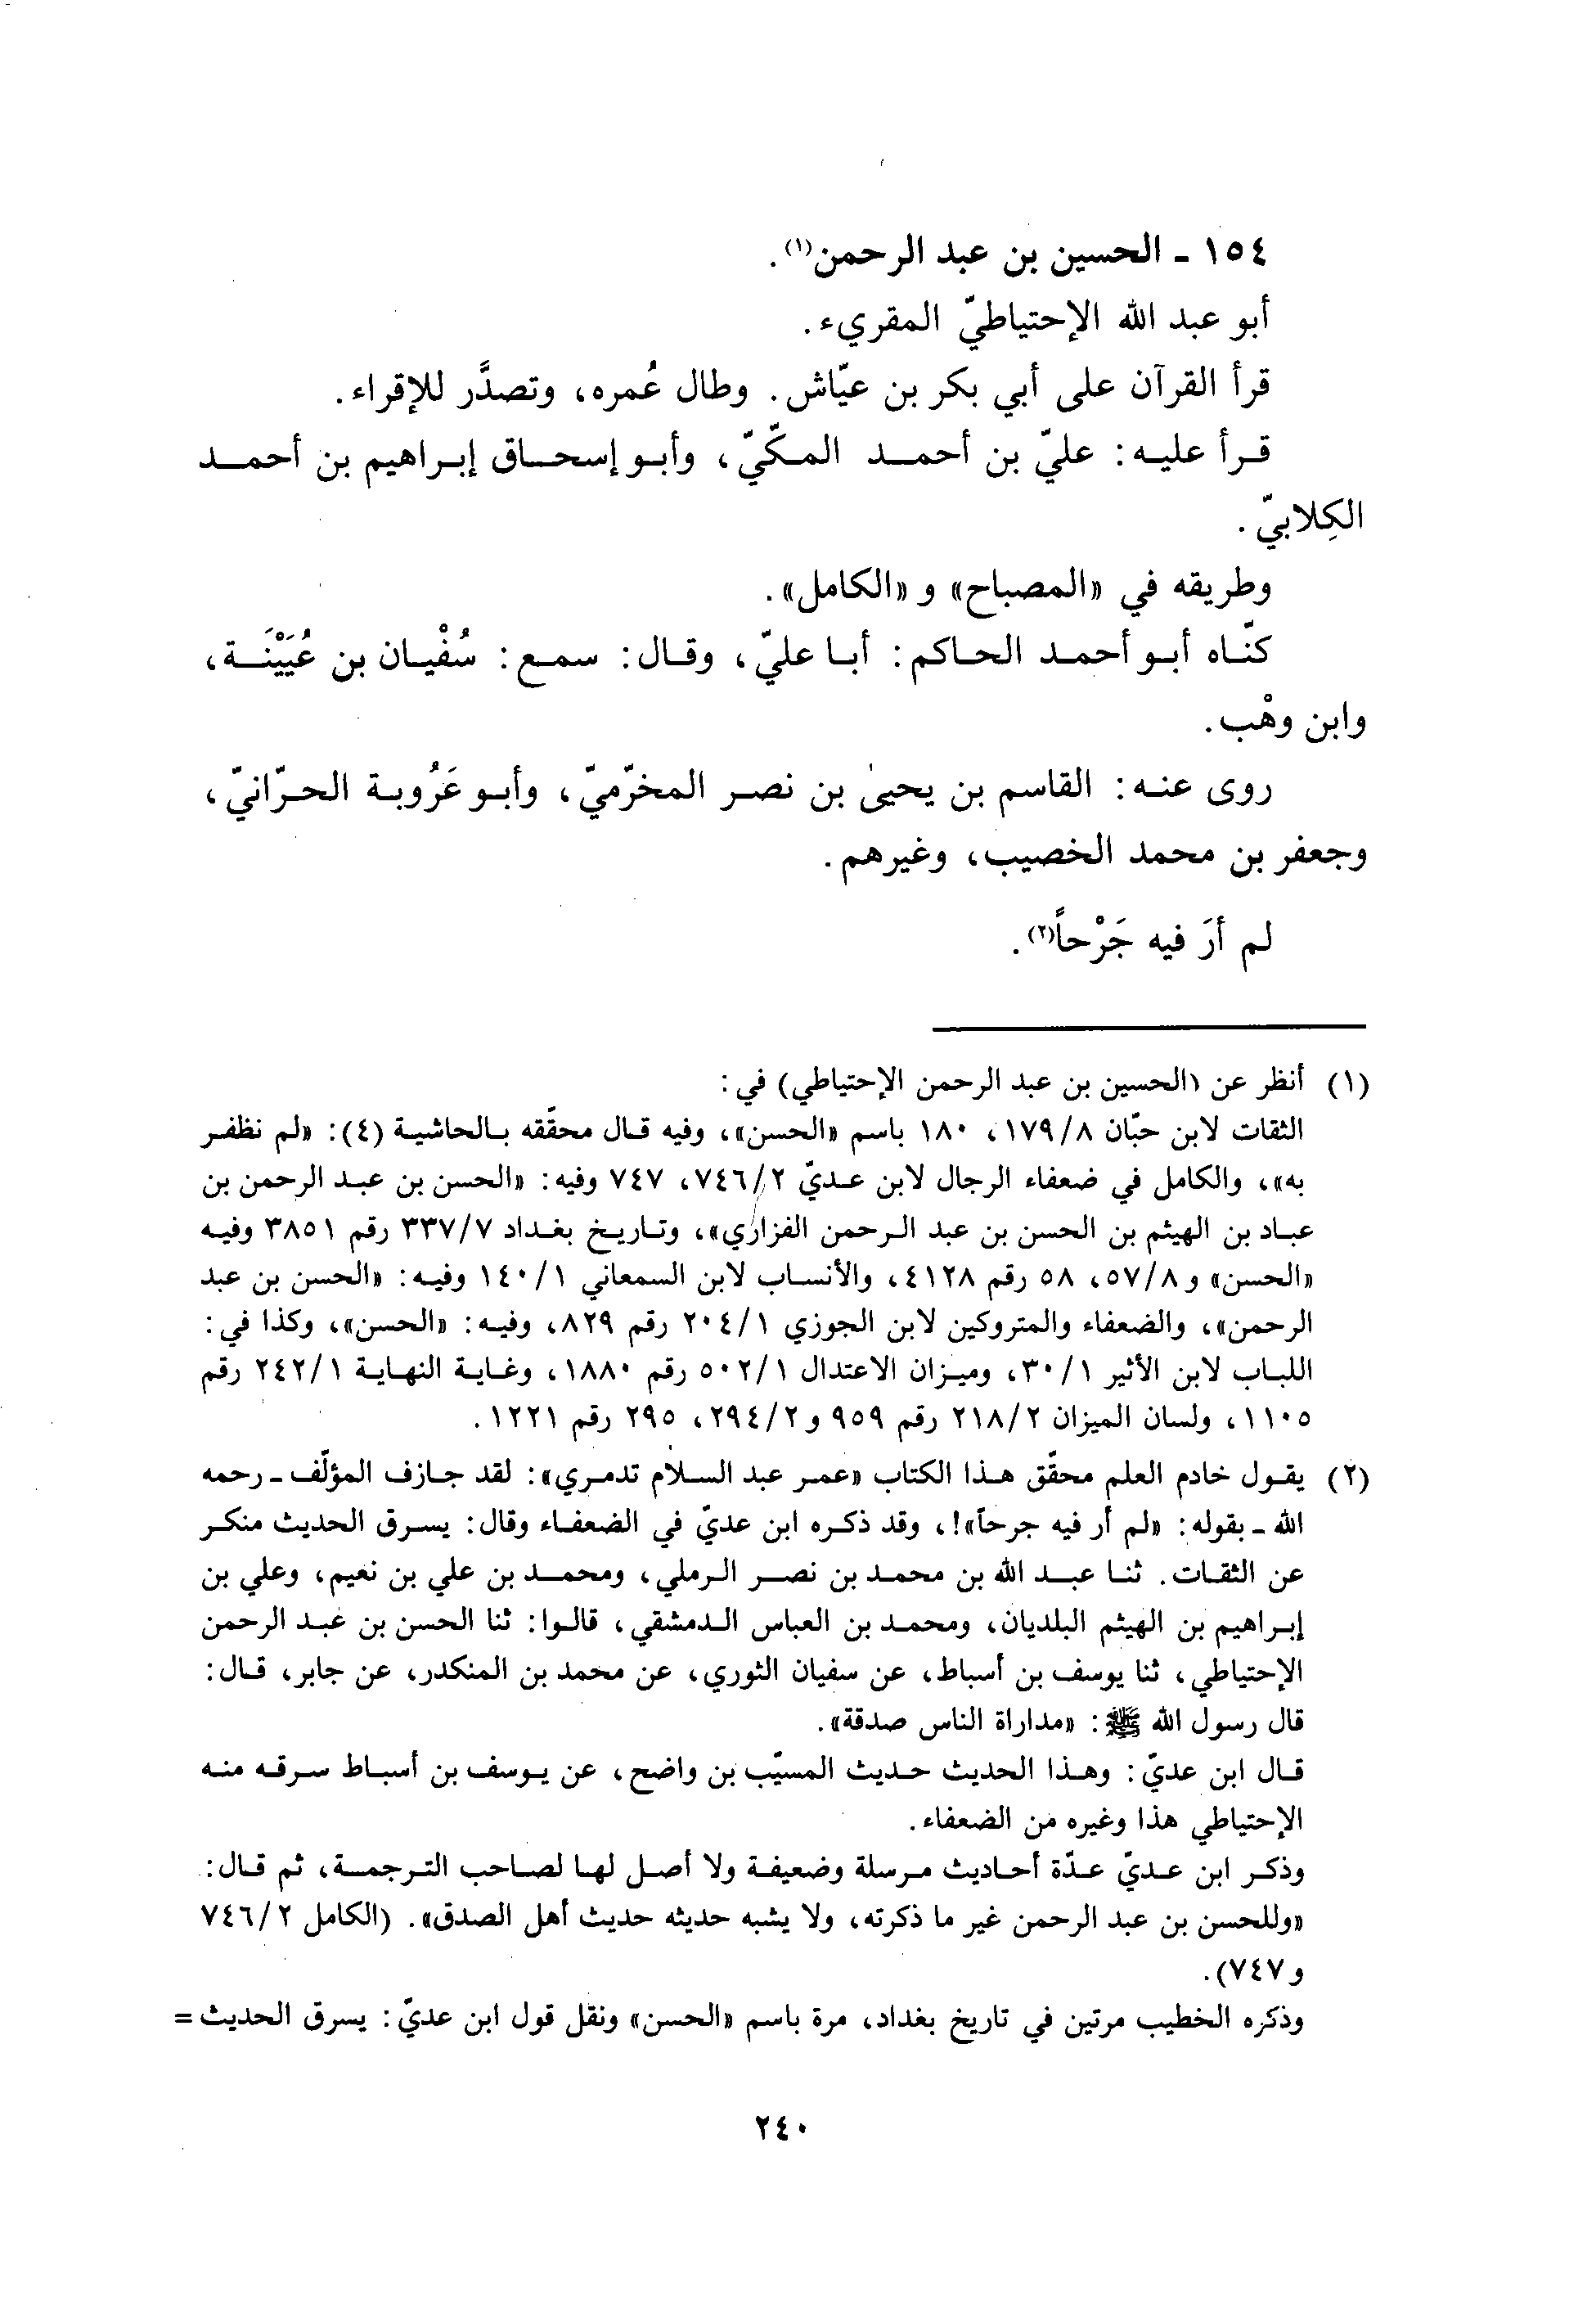 ١٥٤ - الحسين بن عبد الرحمن(١).
أبو عبد الله الإحتياطيّ المقريء.
قرأ القرآن على أبي بكر بن عيّاش. وطال عُمره، وتصدَّر للإقراء.
قرأ عليه: عليّ بن أحمد المكّيّ، وأبو إسحاق إبراهيم بن أحمد
الكِلابيّ.
وطريقه في «المصباح» و «الكامل».
كنّاه أبو أحمد الحاكم: أبا عليّ، وقال: سمع: سُفْيان بن عُيَيْنَة،
وابن وهْب.
روى عنه: القاسم بن يحيىٰ بن نصر المخرّميّ، وأبو عَرُوبة الحرّانيّ،
وجعفر بن محمد الخصيب، وغيرهم.
لم أرَ فيه جَرْحاً(٢).
(١) أنظر عن (الحسين بن عبد الرحمن الإحتياطي) في:
الثقات لابن حبّان ١٧٩/٨، ١٨٠ باسم «الحسن»، وفيه قال محقّقه بالحاشية (٤): «لم نظفر
به»، والكامل في ضعفاء الرجال لابن عديّ ٧٤٦/٢، ٧٤٧ وفيه: «الحسن بن عبد الرحمن بن
عباد بن الهيثم بن الحسن بن عبد الرحمن الفزاري»، وتاريخ بغداد ٣٣٧/٧ رقم ٣٨٥١ وفيه
«الحسن» و٥٧/٨، ٥٨ رقم ٤١٢٨، والأنساب لابن السمعاني ١٤٠/١ وفيه: «الحسن بن عبد
الرحمن»، والضعفاء والمتروكين لابن الجوزي ٢٠٤/١ رقم ٨٢٩، وفيه: «الحسن»، وكذا في:
اللباب لابن الأثير ٣٠/١، وميزان الاعتدال ٥٠٢/١ رقم ١٨٨٠، وغاية النهاية ٢٤٢/١ رقم
١١٠٥، ولسان الميزان ٢١٨/٢ رقم ٩٥٩ و٢٩٤/٢، ٢٩٥ رقم ١٢٢١.
(٢) يقول خادم العلم محقّق هذا الكتاب «عمر عبد السلام تدمري»: لقد جازف المؤلّف - رحمه
الله - بقوله: «لم أر فيه جرحاً»!، وقد ذكره ابن عديّ في الضعفاء وقال: يسرق الحديث منكر
عن الثقات. ثنا عبد الله بن محمد بن نصر الرملي، ومحمد بن علي بن نعيم، وعلي بن
إبراهيم بن الهيثم البلديان، ومحمد بن العباس الدمشقي، قالوا: ثنا الحسن بن عبد الرحمن
الإحتياطي، ثنا يوسف بن أسباط، عن سفيان الثوري، عن محمد بن المنكدر، عن جابر، قال:
قال رسول الله ﷺ: «مداراة الناس صدقة».
قال ابن عديّ: وهذا الحديث حديث المسيّب بن واضح، عن يوسف بن أسباط سرقه منه
الإحتياطي هذا وغيره من الضعفاء.
وذكر ابن عديّ عدّة أحاديث مرسلة وضعيفة ولا أصل لها لصاحب الترجمة، ثم قال:
«وللحسن بن عبد الرحمن غير ما ذكرته، ولا يشبه حديثه حديث أهل الصدق». (الكامل ٧٤٦/٢
و٧٤٧).
وذكره الخطيب مرتين في تاريخ بغداد، مرة باسم «الحسن» ونقل قول ابن عديّ: يسرق الحديث =
٢٤٠